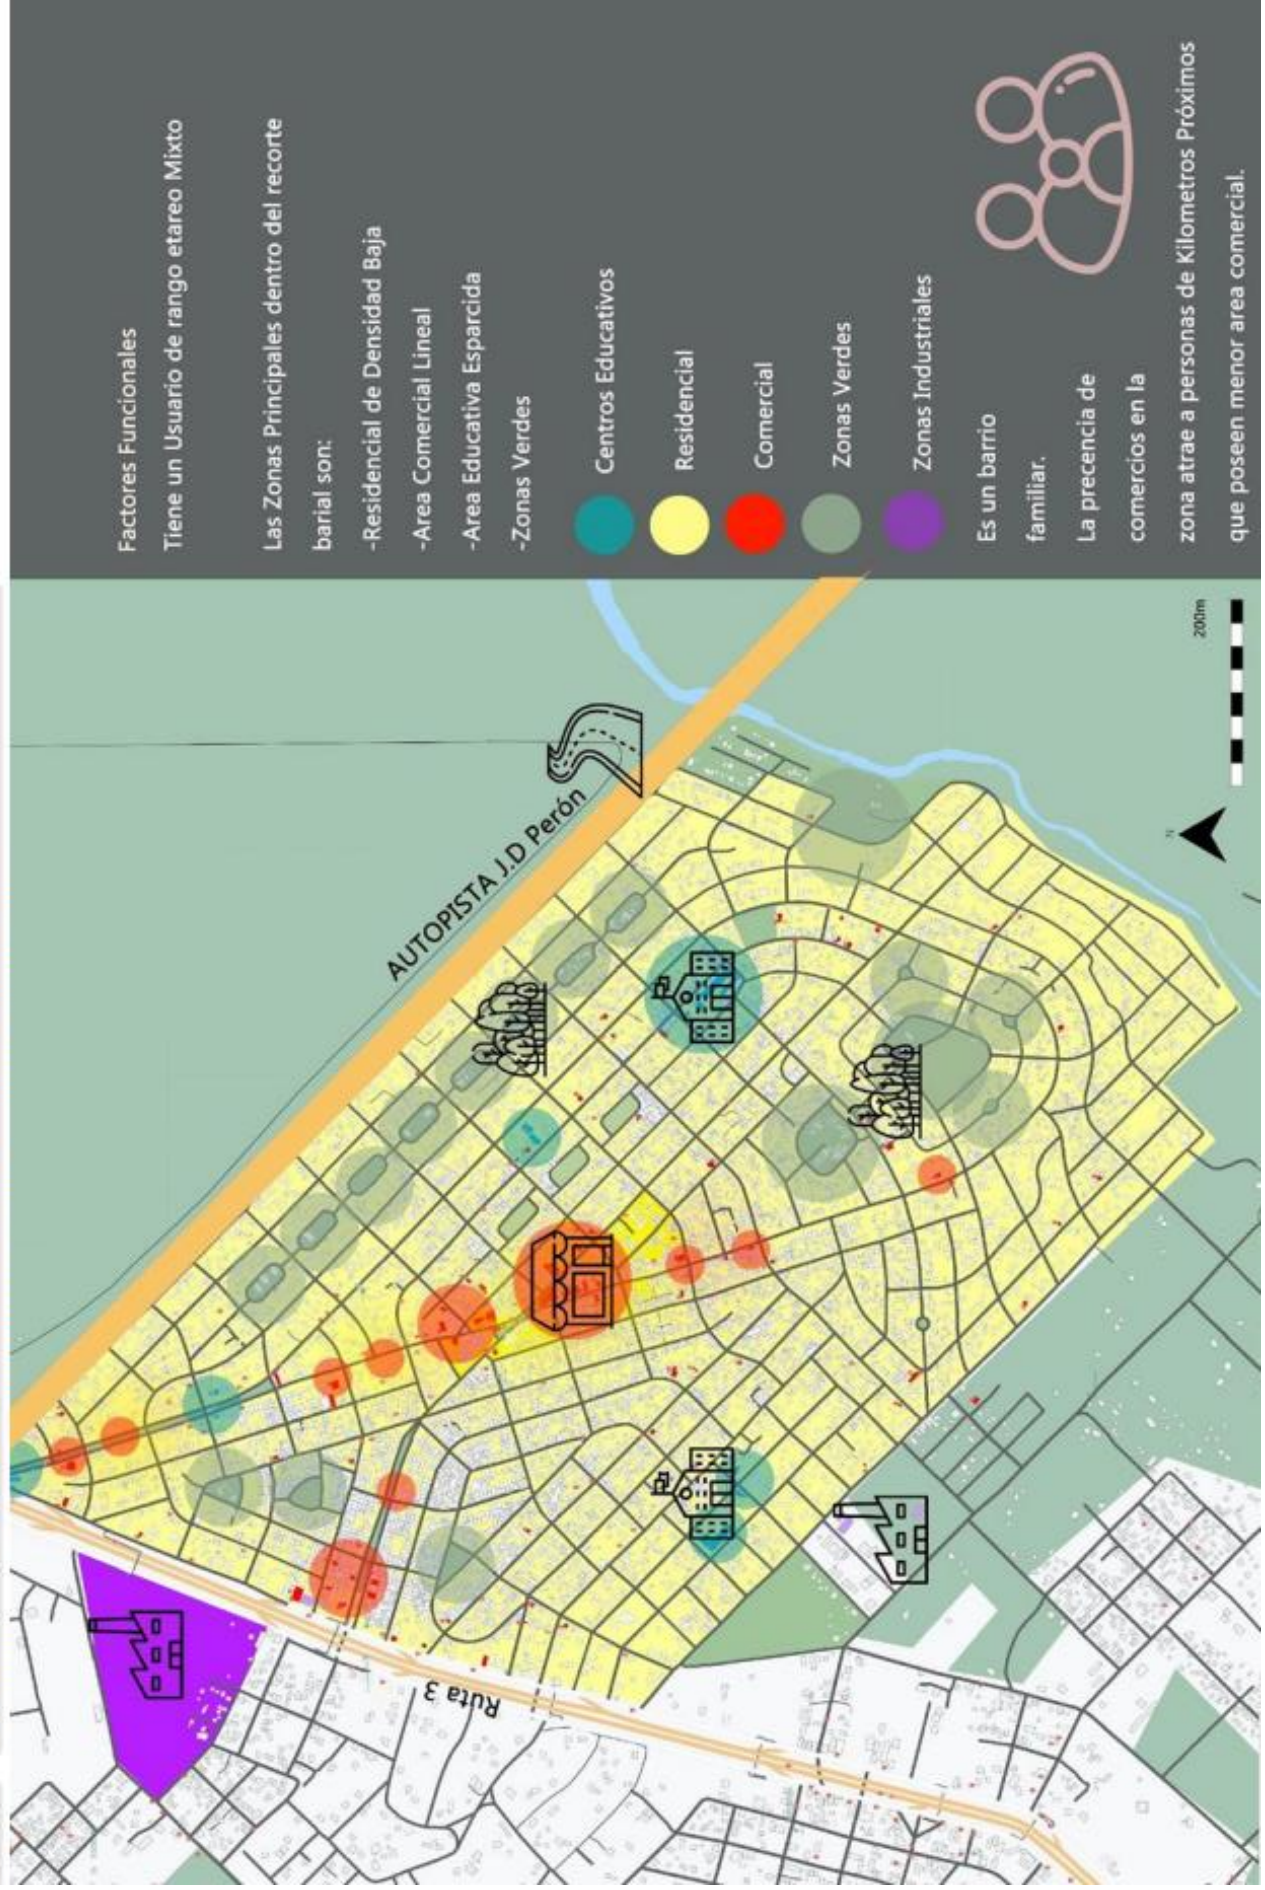 Factores Funcionales
Tiene un Usuario de rango etareo Mixto
Las Zonas Principales dentro del recorte
barial son:
-Residencial de Densidad Baja
-Area Comercial Lineal
-Area Educativa Esparcida
-Zonas Verdes
Centros Educativos
Residencial
Comercial
Zonas Verdes
Zonas Industriales
Es un barrio
familiar.
La precencia de
comercios en la
zona atrae a personas de Kilometros Próximos
que poseen menor area comercial.
AUTOPISTA J.D Perón
Ruta 3
N
200m